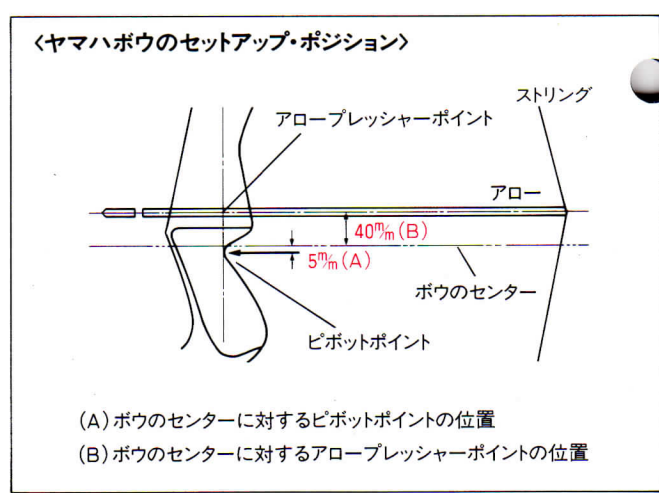 〈ヤマハボウのセットアップ・ポジション〉
ストリング
アロープレッシャーポイント
アロー
40m/m(B)
5m/m(A)
ボウのセンター
ピボットポイント
(A)ボウのセンターに対するピボットポイントの位置
(B)ボウのセンターに対するアロープレッシャーポイントの位置